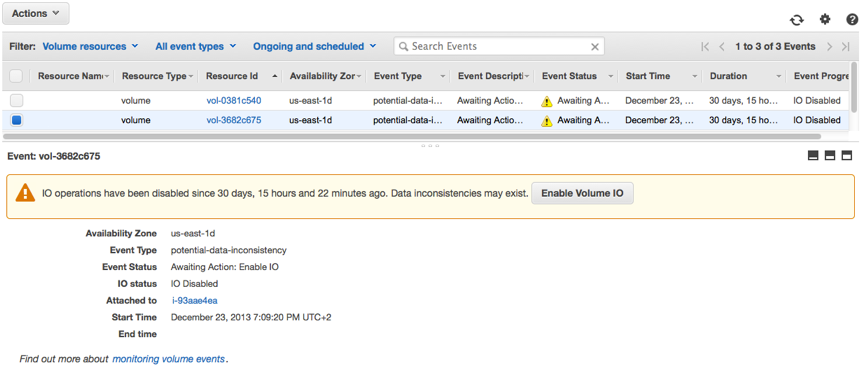 Actions
Filter: Volume resources All event types Ongoing and scheduled Search Events 1 to 3 of 3 Events
Resource Nam Resource Type Resource Id Availability Zor Event Type Event Descripti Event Status Start Time Duration Event Progre
volume vol-0381c540 us-east-1d potential-data-i... Awaiting Actio... Awaiting A... December 23, ... 30 days, 15 ho... IO Disabled
volume vol-3682c675 us-east-1d potential-data-i... Awaiting Actio... Awaiting A... December 23, ... 30 days, 15 ho... IO Disabled
Event: vol-3682c675
IO operations have been disabled since 30 days, 15 hours and 22 minutes ago. Data inconsistencies may exist. Enable Volume IO
Availability Zone us-east-1d
Event Type potential-data-inconsistency
Event Status Awaiting Action: Enable IO
IO status IO Disabled
Attached to i-93aae4ea
Start Time December 23, 2013 7:09:20 PM UTC+2
End time
Find out more about monitoring volume events.